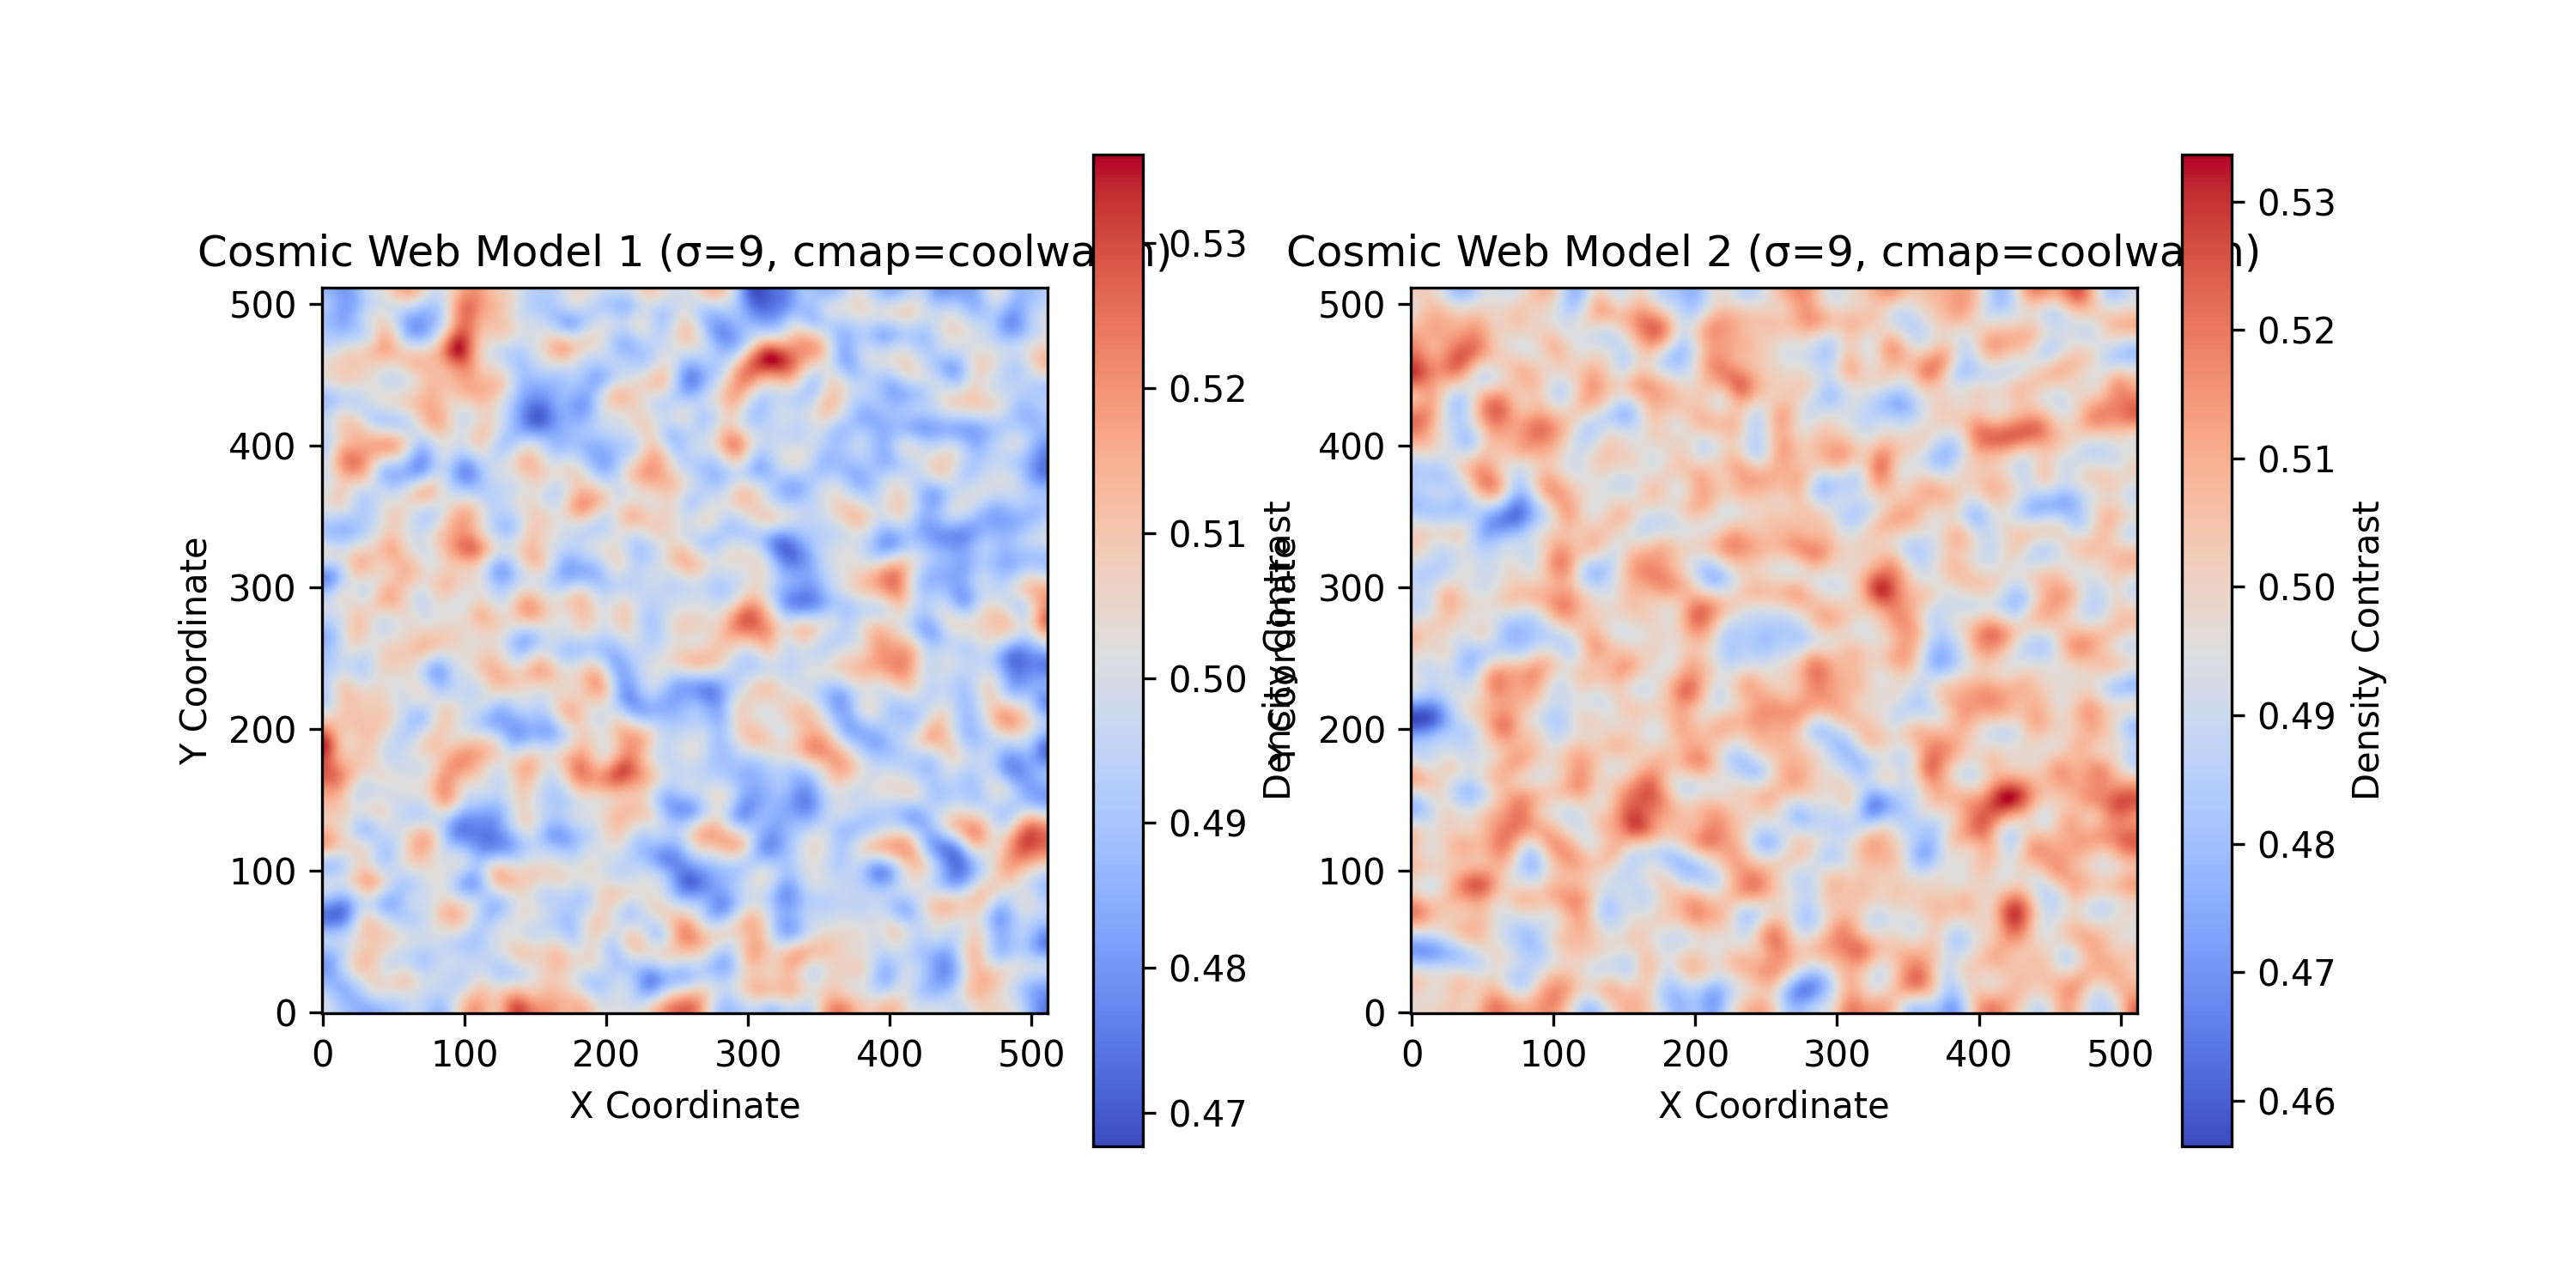 Cosmic Web Model 1 (σ=9, cmap=coolwa m)
500
400
300
200
100
0
Y Coordinate
0 100 200 300 400 500
X Coordinate
0.53
0.52
0.51
0.50
0.49
0.48
0.47
Density Contrast
Cosmic Web Model 2 (σ=9, cmap=coolwa m)
500
400
300
200
100
0
Y Coordinate
0 100 200 300 400 500
X Coordinate
0.53
0.52
0.51
0.50
0.49
0.48
0.47
0.46
Density Contrast